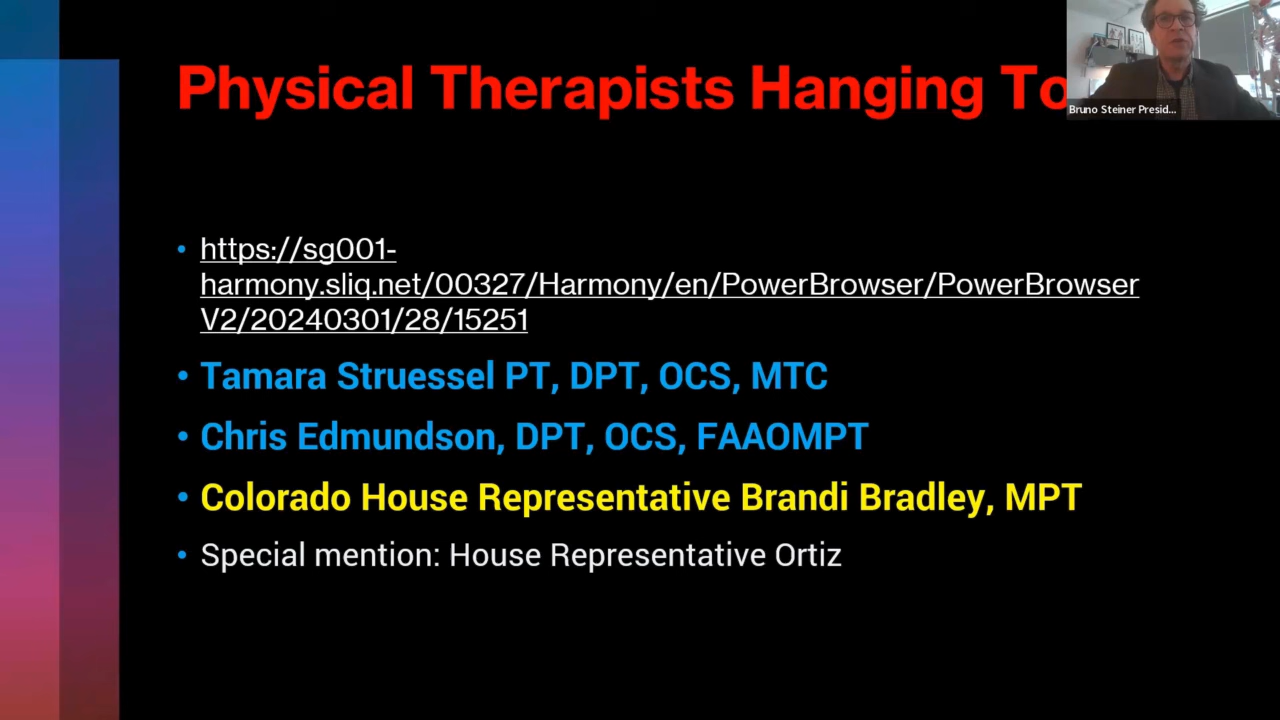 Physical Therapists Hanging To
Bruno Steiner Presid...
• https://sg001-
harmony.sliq.net/00327/Harmony/en/PowerBrowser/PowerBrowser
V2/20240301/28/15251
• Tamara Struessel PT, DPT, OCS, MTC
• Chris Edmundson, DPT, OCS, FAAOMPT
• Colorado House Representative Brandi Bradley, MPT
• Special mention: House Representative Ortiz